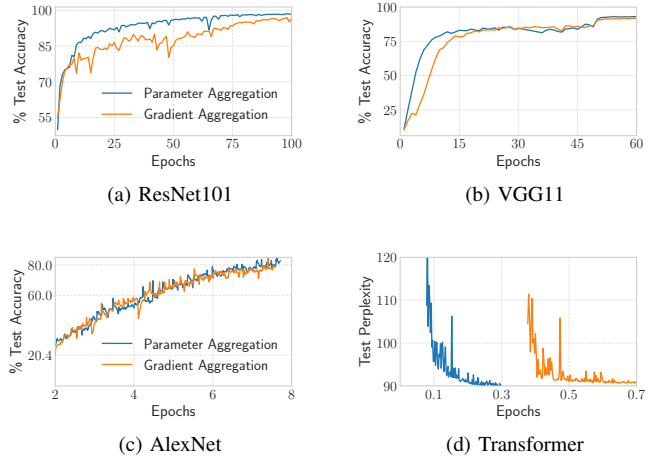 100
85
70
55
% Test Accuracy
Parameter Aggregation
Gradient Aggregation
0 25 50 75 100
Epochs
(a) ResNet101
100
75
50
25
% Test Accuracy
0 15 30 45 60
Epochs
(b) VGG11
80.0
60.0
20.4
% Test Accuracy
Parameter Aggregation
Gradient Aggregation
2 4 6 8
Epochs
(c) AlexNet
120
110
100
90
Test Perplexity
0.1 0.3 0.5 0.7
Epochs
(d) Transformer